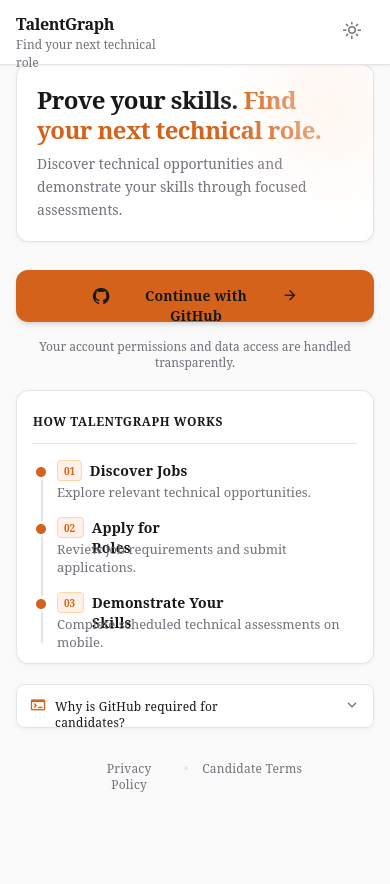 TalentGraph
Find your next technical
role
Prove your skills. Find
your next technical role.
Discover technical opportunities and
demonstrate your skills through focused
assessments.
Continue with
GitHub
Your account permissions and data access are handled
transparently.
HOW TALENTGRAPH WORKS
01 Discover Jobs
Explore relevant technical opportunities.
02 Apply for
Roles
Review job requirements and submit
applications.
03 Demonstrate Your
Skills
Complete scheduled technical assessments on
mobile.
Why is GitHub required for
candidates?
Privacy
Policy
• Candidate Terms